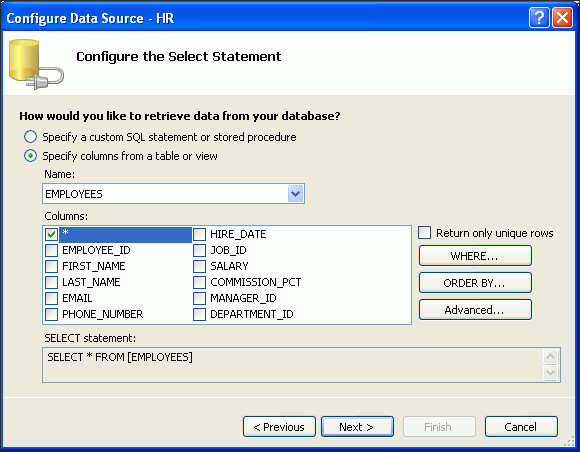 Configure Data Source - HR
Configure the Select Statement
How would you like to retrieve data from your database?
Specify a custom SQL statement or stored procedure
Specify columns from a table or view
Name:
EMPLOYEES
Columns:
* HIRE_DATE Return only unique rows
EMPLOYEE_ID JOB_ID WHERE...
FIRST_NAME SALARY
LAST_NAME COMMISSION_PCT ORDER BY...
EMAIL MANAGER_ID
PHONE_NUMBER DEPARTMENT_ID Advanced...
SELECT statement:
SELECT * FROM [EMPLOYEES]
< Previous Next > Finish Cancel